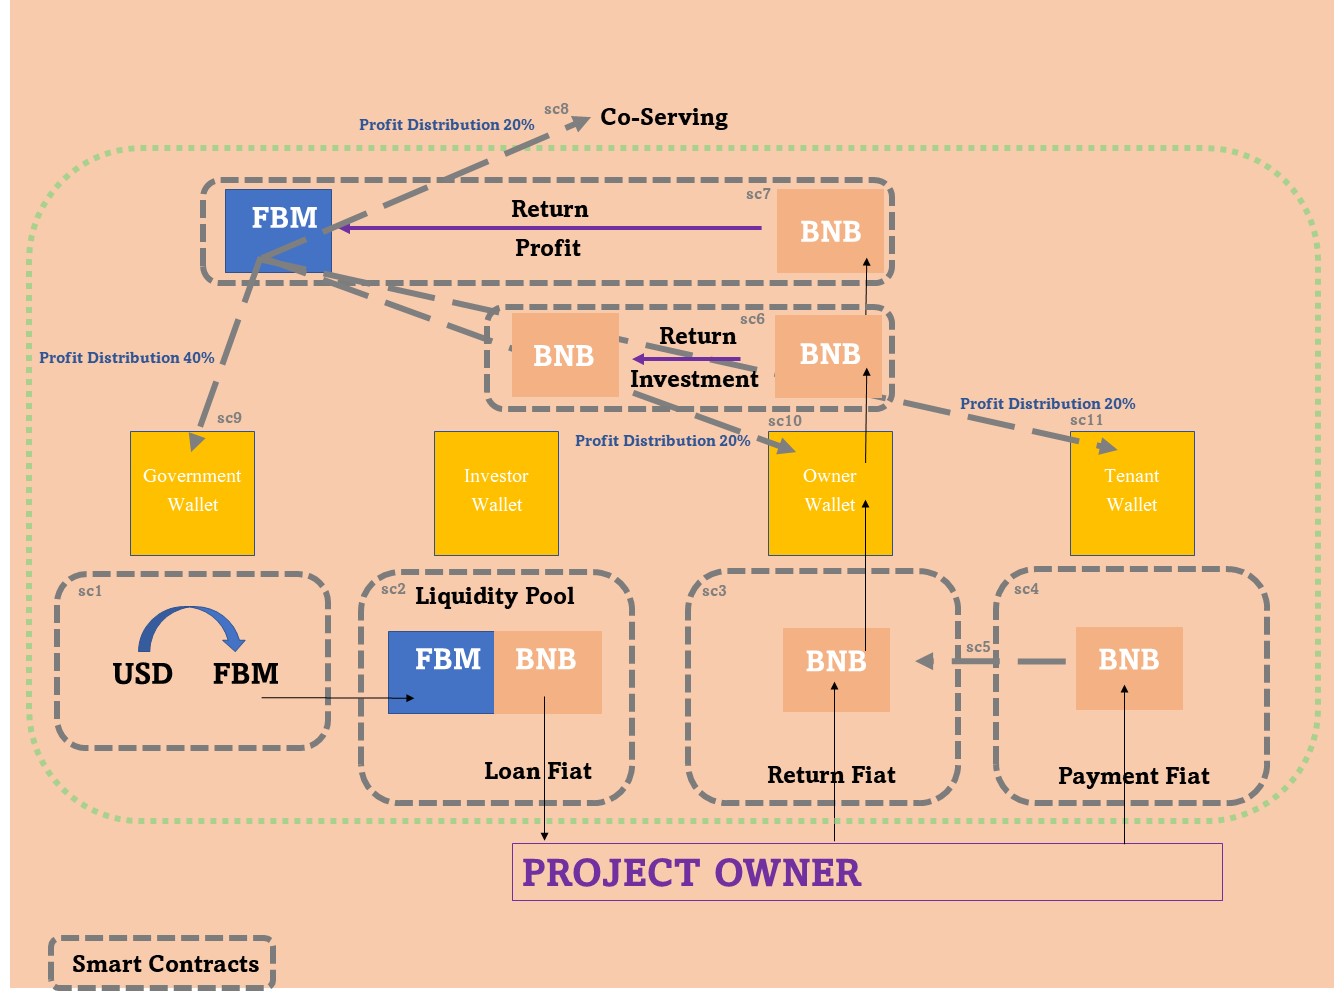 sc8
Co-Serving
Profit Distribution 20%
sc7
FBM
Return
BNB
Profit
sc6
Return
BNB
BNB
Investment
Profit Distribution 40%
Profit Distribution 20%
sc9
sc10
sc11
Profit Distribution 20%
Government
Wallet
Investor
Wallet
Owner
Wallet
Tenant
Wallet
sc1
USD
FBM
sc2
Liquidity Pool
FBM
BNB
Loan Fiat
sc3
BNB
Return Fiat
sc5
sc4
BNB
Payment Fiat
PROJECT OWNER
Smart Contracts